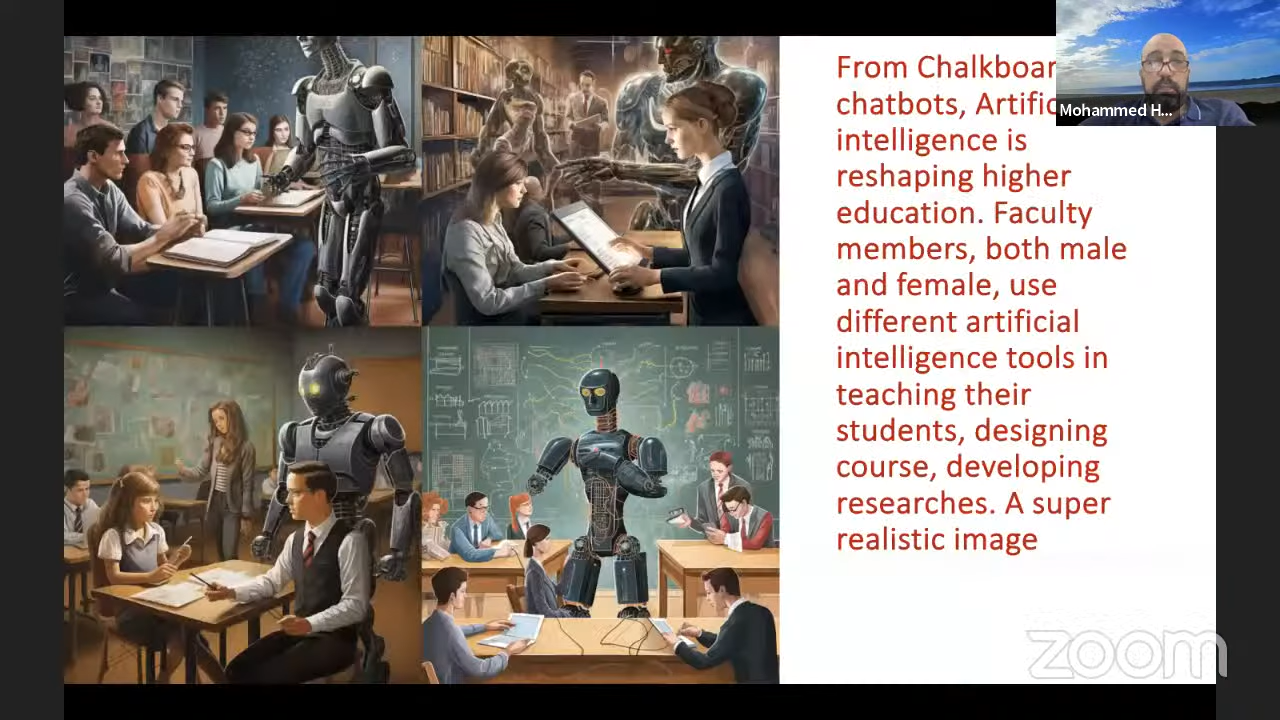 From Chalkboar
chatbots, Artific
intelligence is
reshaping higher
education. Faculty
members, both male
and female, use
different artificial
intelligence tools in
teaching their
students, designing
course, developing
researches. A super
realistic image
Mohammed H...
zoom